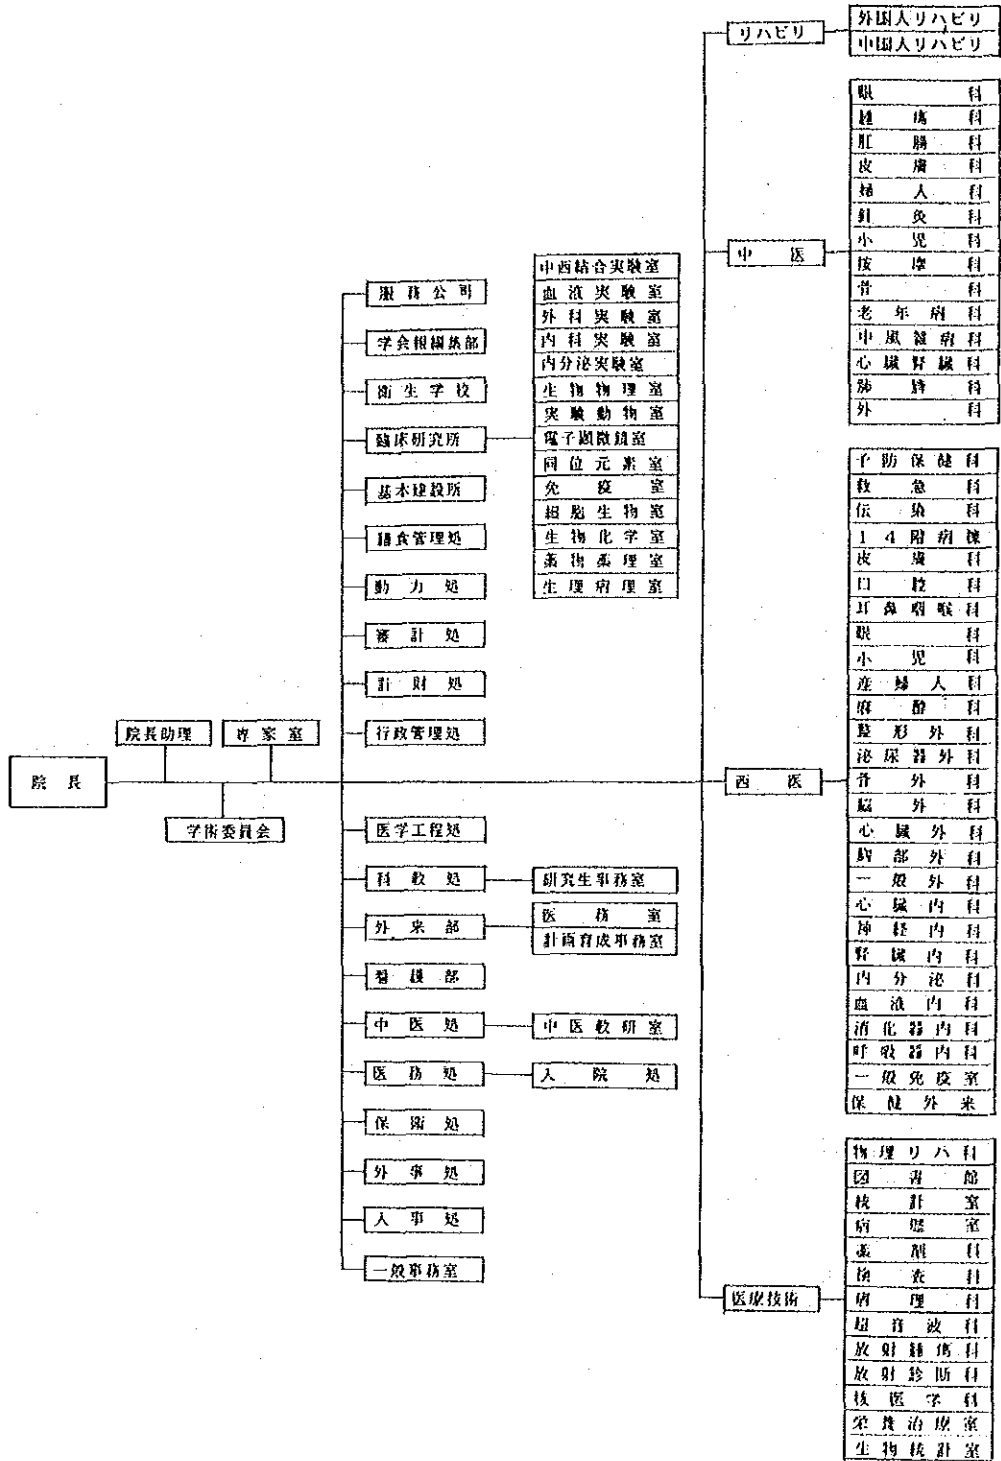 院長
院長助理
専家室
学術委員会
服務公司
学会報編集部
衛生学校
臨床研究所
基本建設所
膳食管理処
動力処
審計処
計財処
行政管理処
医学工程処
科教処
外来部
看護部
中医処
医務処
保衛処
外事処
人事処
一般事務室
中西結合実験室
血液実験室
外科実験室
内科実験室
内分泌実験室
生物物理室
実験動物室
電子顕微鏡室
同位元素室
免疫室
細胞生物室
生物化学室
薬物薬理室
生理病理室
研究生事務室
医務室
計画育成事務室
中医教研室
入院処
リハビリ
外国人リハビリ
中国人リハビリ
中医
眼科
腫瘍科
肛腸科
皮膚科
婦人科
針灸科
小児科
按摩科
骨科
老年病科
中風雑病科
心臓腎臓科
肺脾科
外科
西医
予防保健科
救急科
伝染科
14階病棟
皮膚科
口腔科
耳鼻咽喉科
眼科
小児科
産婦人科
麻酔科
整形外科
泌尿器外科
骨外科
脳外科
心臓外科
胸部外科
一般外科
心臓内科
神経内科
腎臓内科
内分泌科
血液内科
消化器内科
呼吸器内科
一般免疫室
保健外来
医療技術
物理リハ科
図書館
統計室
病歴室
薬剤科
検査科
病理科
超音波科
放射腫瘍科
放射診断科
核医学科
栄養治療室
生物統計室